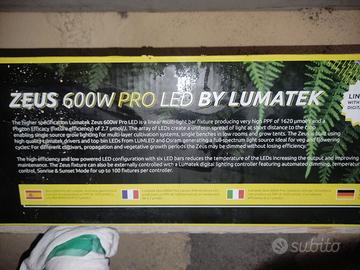 ZEUS 600W PRO LED BY LUMATEK
LIN
WITH
DIGITA
The higher specification Lumatek Zeus 600W Pro LED is a linear multi-light bar fixture producing very high PPF of 1620 μmol and a
Photon Efficacy (fixture efficiency) of 2.7 μmol/J. The array of LEDs create a uniform spread of light at short distance to the crop
enabling single source grow lighting for multi-layer cultivation systems, single benches in low rooms and grow tents. The Zeus is built using
high quality Lumatek drivers and top bin LEDs from LUMILED and Osram generating a full-spectrum light source ideal for veg and flowering
cycles. For different cultivars, propagation and vegetative growth periods the Zeus may be dimmed without losing efficiency.
The high-efficiency and low powered LED configuration with six LED bars reduces the temperature of the LEDs increasing the output and improving
maintenance. The Zeus fixture can also be externally controlled with a Lumatek digital lighting controller featuring automated dimming, temperature
control, Sunrise & Sunset Mode for up to 100 fixtures per controller.
subito